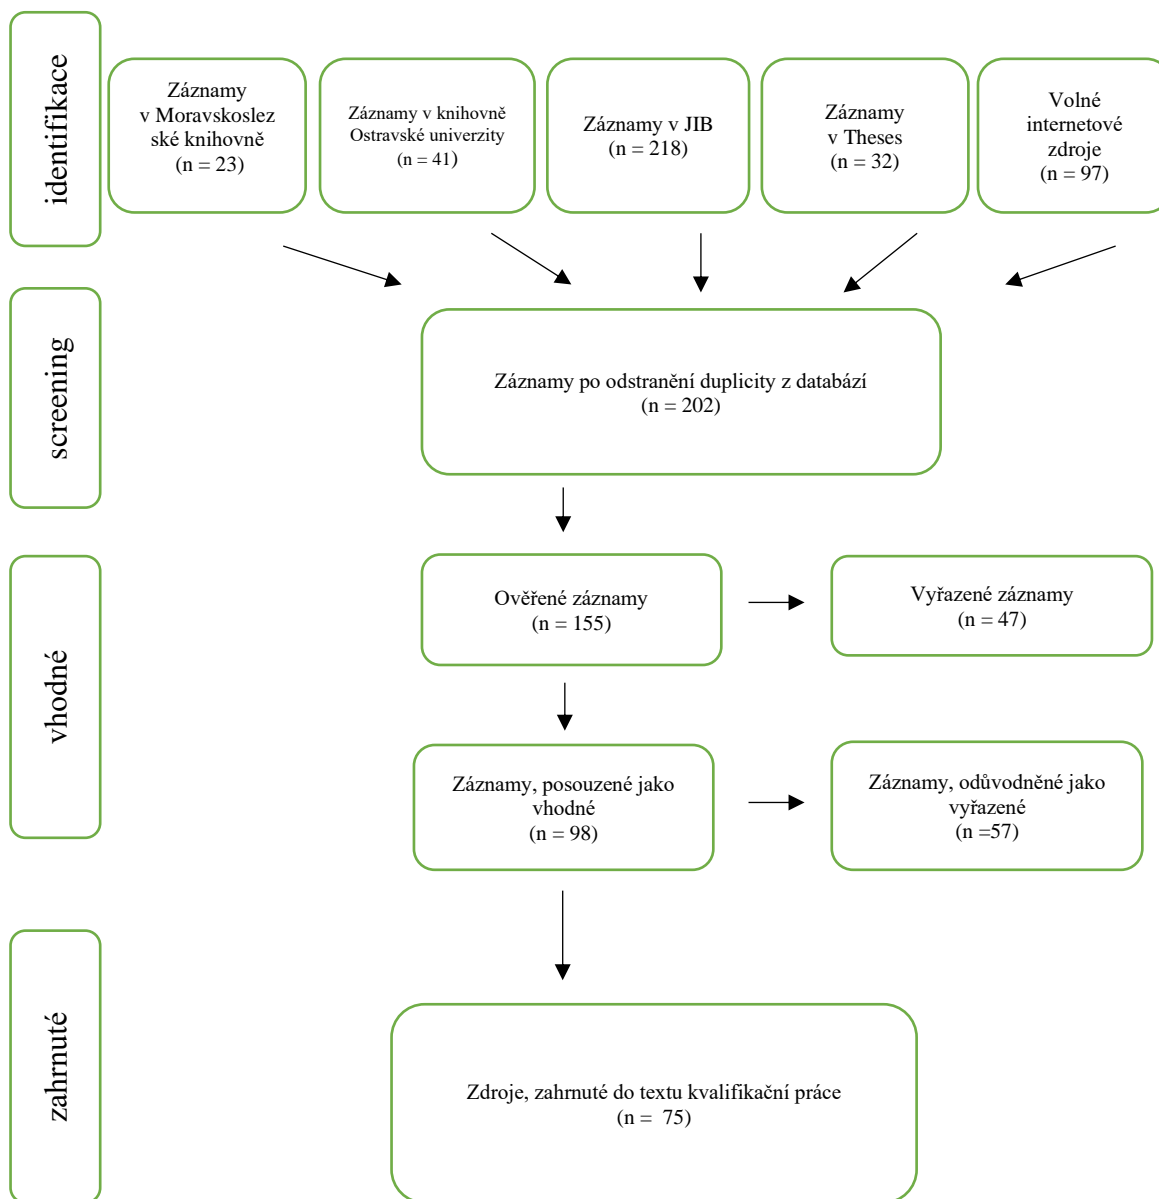 identifikace
Záznamy
v Moravskoslez
ské knihovně
(n = 23)
Záznamy v knihovně
Ostravské univerzity
(n = 41)
Záznamy v JIB
(n = 218)
Záznamy
v Theses
(n = 32)
Volné
internetové
zdroje
(n = 97)
screening
Záznamy po odstranění duplicity z databází
(n = 202)
vhodné
Ověřené záznamy
(n = 155)
Vyřazené záznamy
(n = 47)
Záznamy, posouzené jako
vhodné
(n = 98)
Záznamy, odůvodněné jako
vyřazené
(n =57)
zahrnuté
Zdroje, zahrnuté do textu kvalifikační práce
(n =  75)